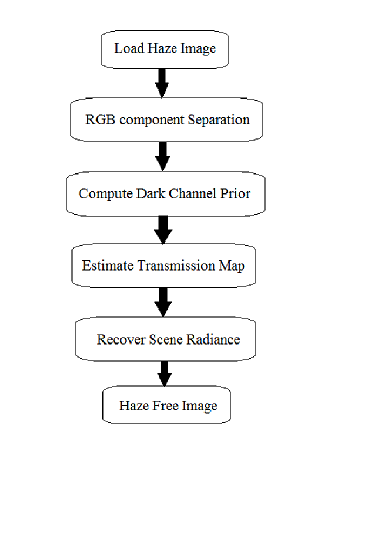 Load Haze Image
RGB component Separation
Compute Dark Channel Prior
Estimate Transmission Map
Recover Scene Radiance
Haze Free Image